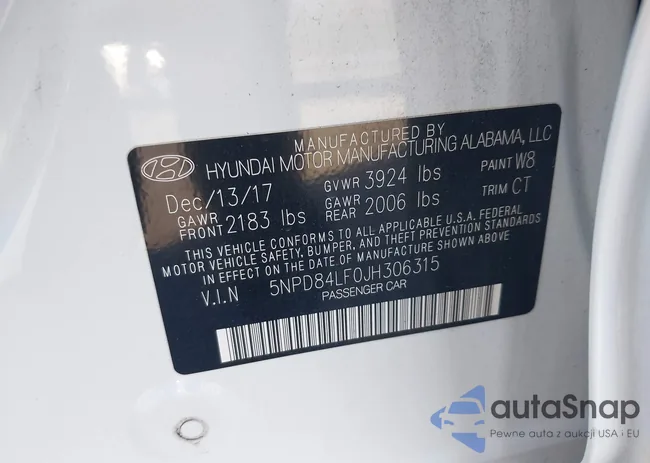 MANUFACTURED BY
HYUNDAI MOTOR MANUFACTURING ALABAMA, LLC
Dec/13/17 GVWR 3924 lbs PAINT W8
GAWR FRONT 2183 lbs GAWR REAR 2006 lbs TRIM CT
THIS VEHICLE CONFORMS TO ALL APPLICABLE U.S.A. FEDERAL
MOTOR VEHICLE SAFETY, BUMPER, AND THEFT PREVENTION STANDARDS
IN EFFECT ON THE DATE OF MANUFACTURE SHOWN ABOVE.
V.I.N 5NPD84LF0JH306315
PASSENGER CAR
autaSnap
Pewne auta z aukcji USA i EU